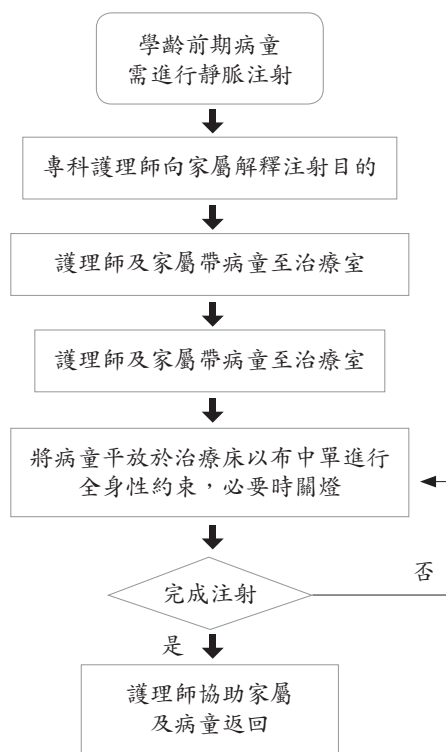 學齡前期病童
需進行靜脈注射
專科護理師向家屬解釋注射目的
護理師及家屬帶病童至治療室
護理師及家屬帶病童至治療室
將病童平放於治療床以布中單進行
全身性約束，必要時關燈
完成注射
否
是
護理師協助家屬
及病童返回